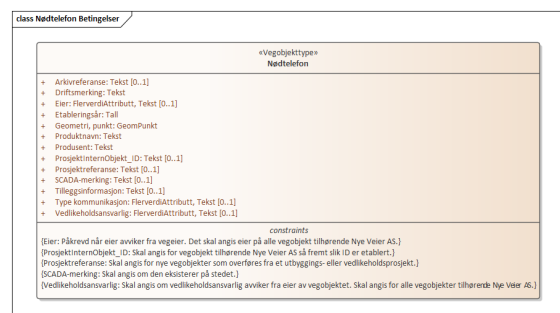 class Nødtelefon Betingelser
«Vegobjekttype»
Nødtelefon
+ Arkivreferanse: Tekst [0..1]
+ Driftsmerking: Tekst
+ Eier: FlerverdiAttributt, Tekst [0..1]
+ Etableringsår: Tall
+ Geometri, punkt: GeomPunkt
+ Produktnavn: Tekst
+ Produsent: Tekst
+ ProsjektInternObjekt_ID: Tekst [0..1]
+ Prosjektreferanse: Tekst [0..1]
+ SCADA-merking: Tekst [0..1]
+ Tilleggsinformasjon: Tekst [0..1]
+ Type kommunikasjon: FlerverdiAttributt, Tekst [0..1]
+ Vedlikeholdsansvarlig: FlerverdiAttributt, Tekst [0..1]
constraints
{Eier: Påkrevd når eier avviker fra vegeier. Det skal angis eier på alle vegobjekt tilhørende Nye Veier AS.}
{ProsjektInternObjekt_ID: Skal angis for vegobjekt tilhørende Nye Veier AS så fremt slik ID er etablert.}
{Prosjektreferanse: Skal angis for nye vegobjekter som overføres fra et utbyggings- eller vedlikeholdsprosjekt.}
{SCADA-merking: Skal angis om den eksisterer på stedet.}
{Vedlikeholdsansvarlig: Skal angis om vedlikeholdsansvarlig avviker fra eier av vegobjektet. Skal angis for alle vegobjekter tilhørende Nye Veier AS.}